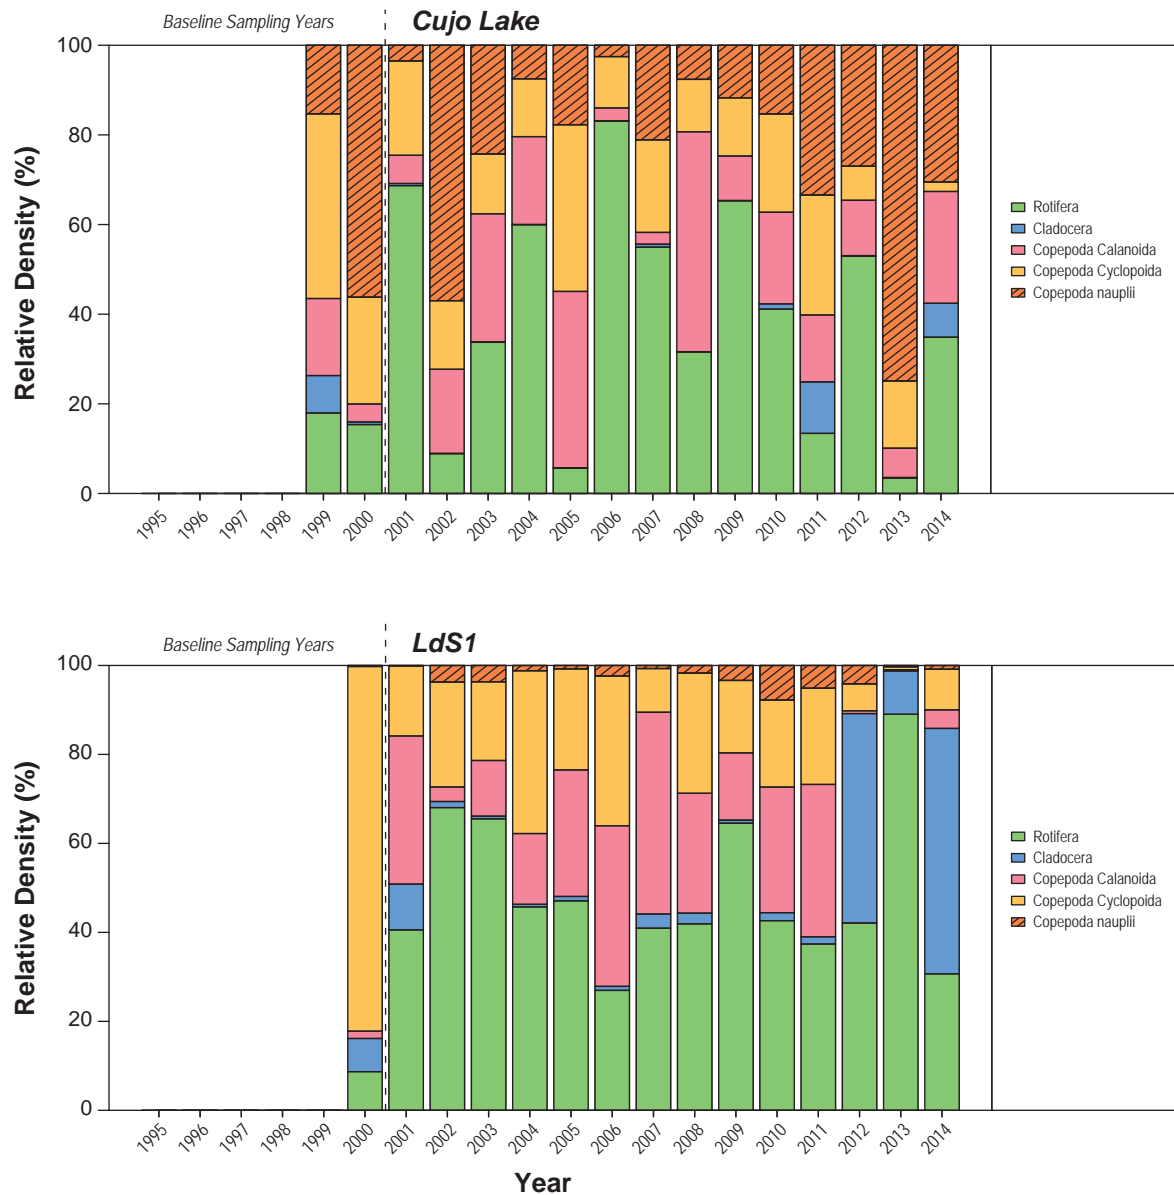 Baseline Sampling Years
Cujo Lake
Relative Density (%)
100
80
60
40
20
0
1995 1996 1997 1998 1999 2000 2001 2002 2003 2004 2005 2006 2007 2008 2009 2010 2011 2012 2013 2014
Rotifera
Cladocera
Copepoda Calanoida
Copepoda Cyclopoida
Copepoda nauplii
Baseline Sampling Years
LdS1
Relative Density (%)
100
80
60
40
20
0
1995 1996 1997 1998 1999 2000 2001 2002 2003 2004 2005 2006 2007 2008 2009 2010 2011 2012 2013 2014
Year
Rotifera
Cladocera
Copepoda Calanoida
Copepoda Cyclopoida
Copepoda nauplii